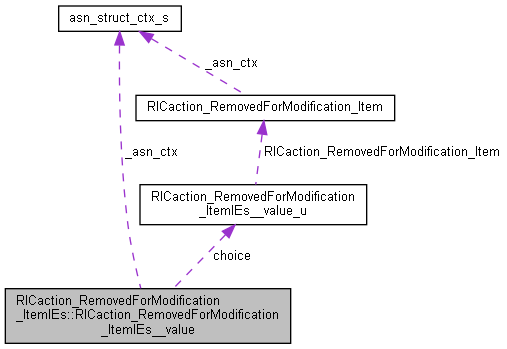 asn_struct_ctx_s
_asn_ctx
RICaction_RemovedForModification_Item
_asn_ctx
RICaction_RemovedForModification_Item
RICaction_RemovedForModification
_ItemIEs__value_u
choice
RICaction_RemovedForModification
_ItemIEs::RICaction_RemovedForModification
_ItemIEs__value